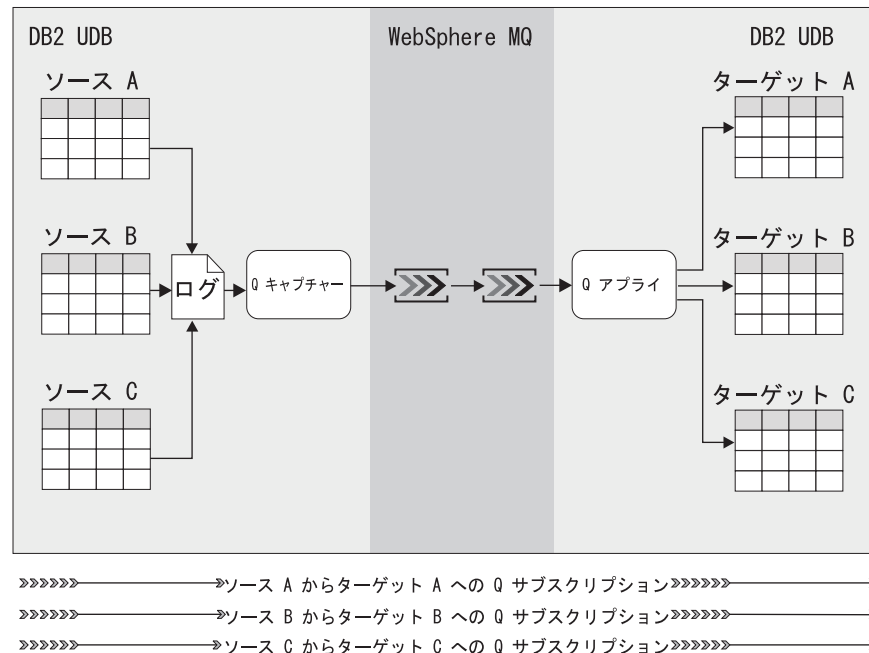 DB2 UDB
WebSphere MQ
DB2 UDB
ソース A
ターゲット A
ソース B
ターゲット B
ログ
Q キャプチャー
Q アプライ
ソース C
ターゲット C
ソース A からターゲット A への Q サブスクリプション
ソース B からターゲット B への Q サブスクリプション
ソース C からターゲット C への Q サブスクリプション